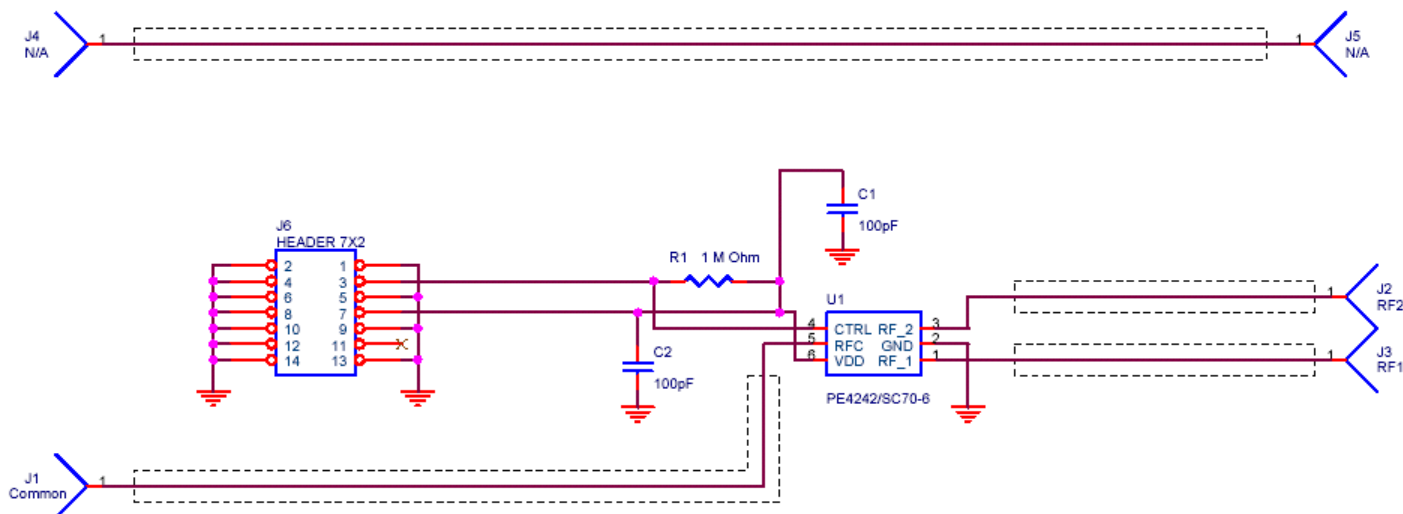 J4
N/A
1
1
J5
N/A
J6
HEADER 7X2
2 1
4 3
6 5
8 7
10 9
12 11
14 13
R1 1 M Ohm
C1
100pF
C2
100pF
U1
4 CTRL RF_2 3
5 RFC GND 2
6 VDD RF_1 1
PE4242/SC70-6
1
J2
RF2
1
J3
RF1
J1
Common
1